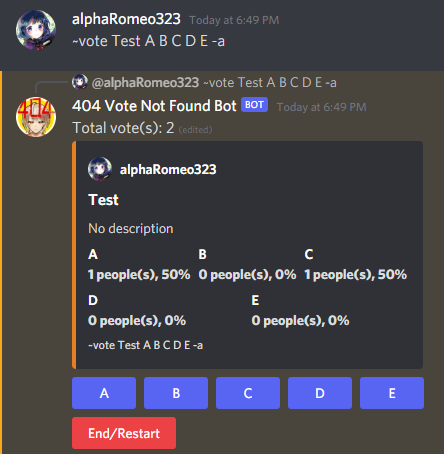 alphaRomeo323 Today at 6:49 PM
~vote Test A B C D E -a
@alphaRomeo323 ~vote Test A B C D E -a
404
404 Vote Not Found Bot BOT Today at 6:49 PM
Total vote(s): 2 (edited)
alphaRomeo323
Test
No description
A B C
1 people(s), 50% 0 people(s), 0% 1 people(s), 50%
D E
0 people(s), 0% 0 people(s), 0%
~vote Test A B C D E -a
A B C D E
End/Restart